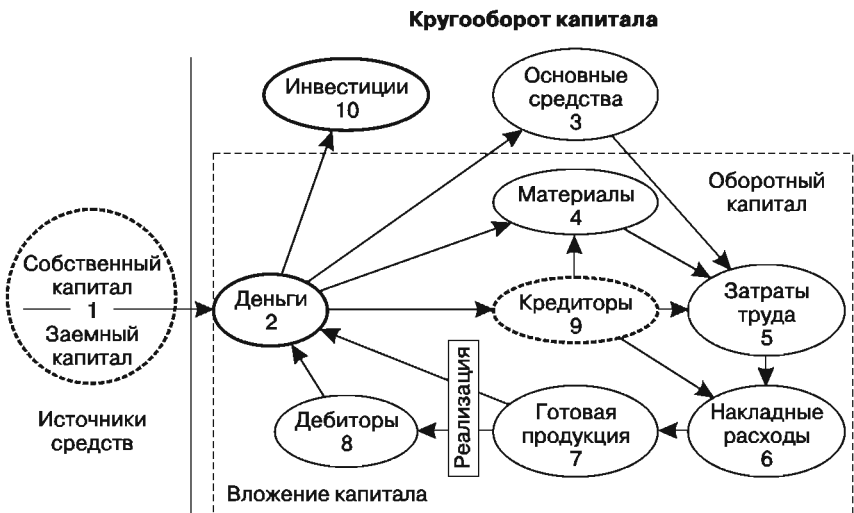 Кругооборот капитала
Инвестиции
10
Основные
средства
3
Материалы
4
Оборотный
капитал
Собственный
капитал
1
Заемный
капитал
Деньги
2
Кредиторы
9
Затраты
труда
5
Источники
средств
Дебиторы
8
Реализация
Готовая
продукция
7
Накладные
расходы
6
Вложение капитала